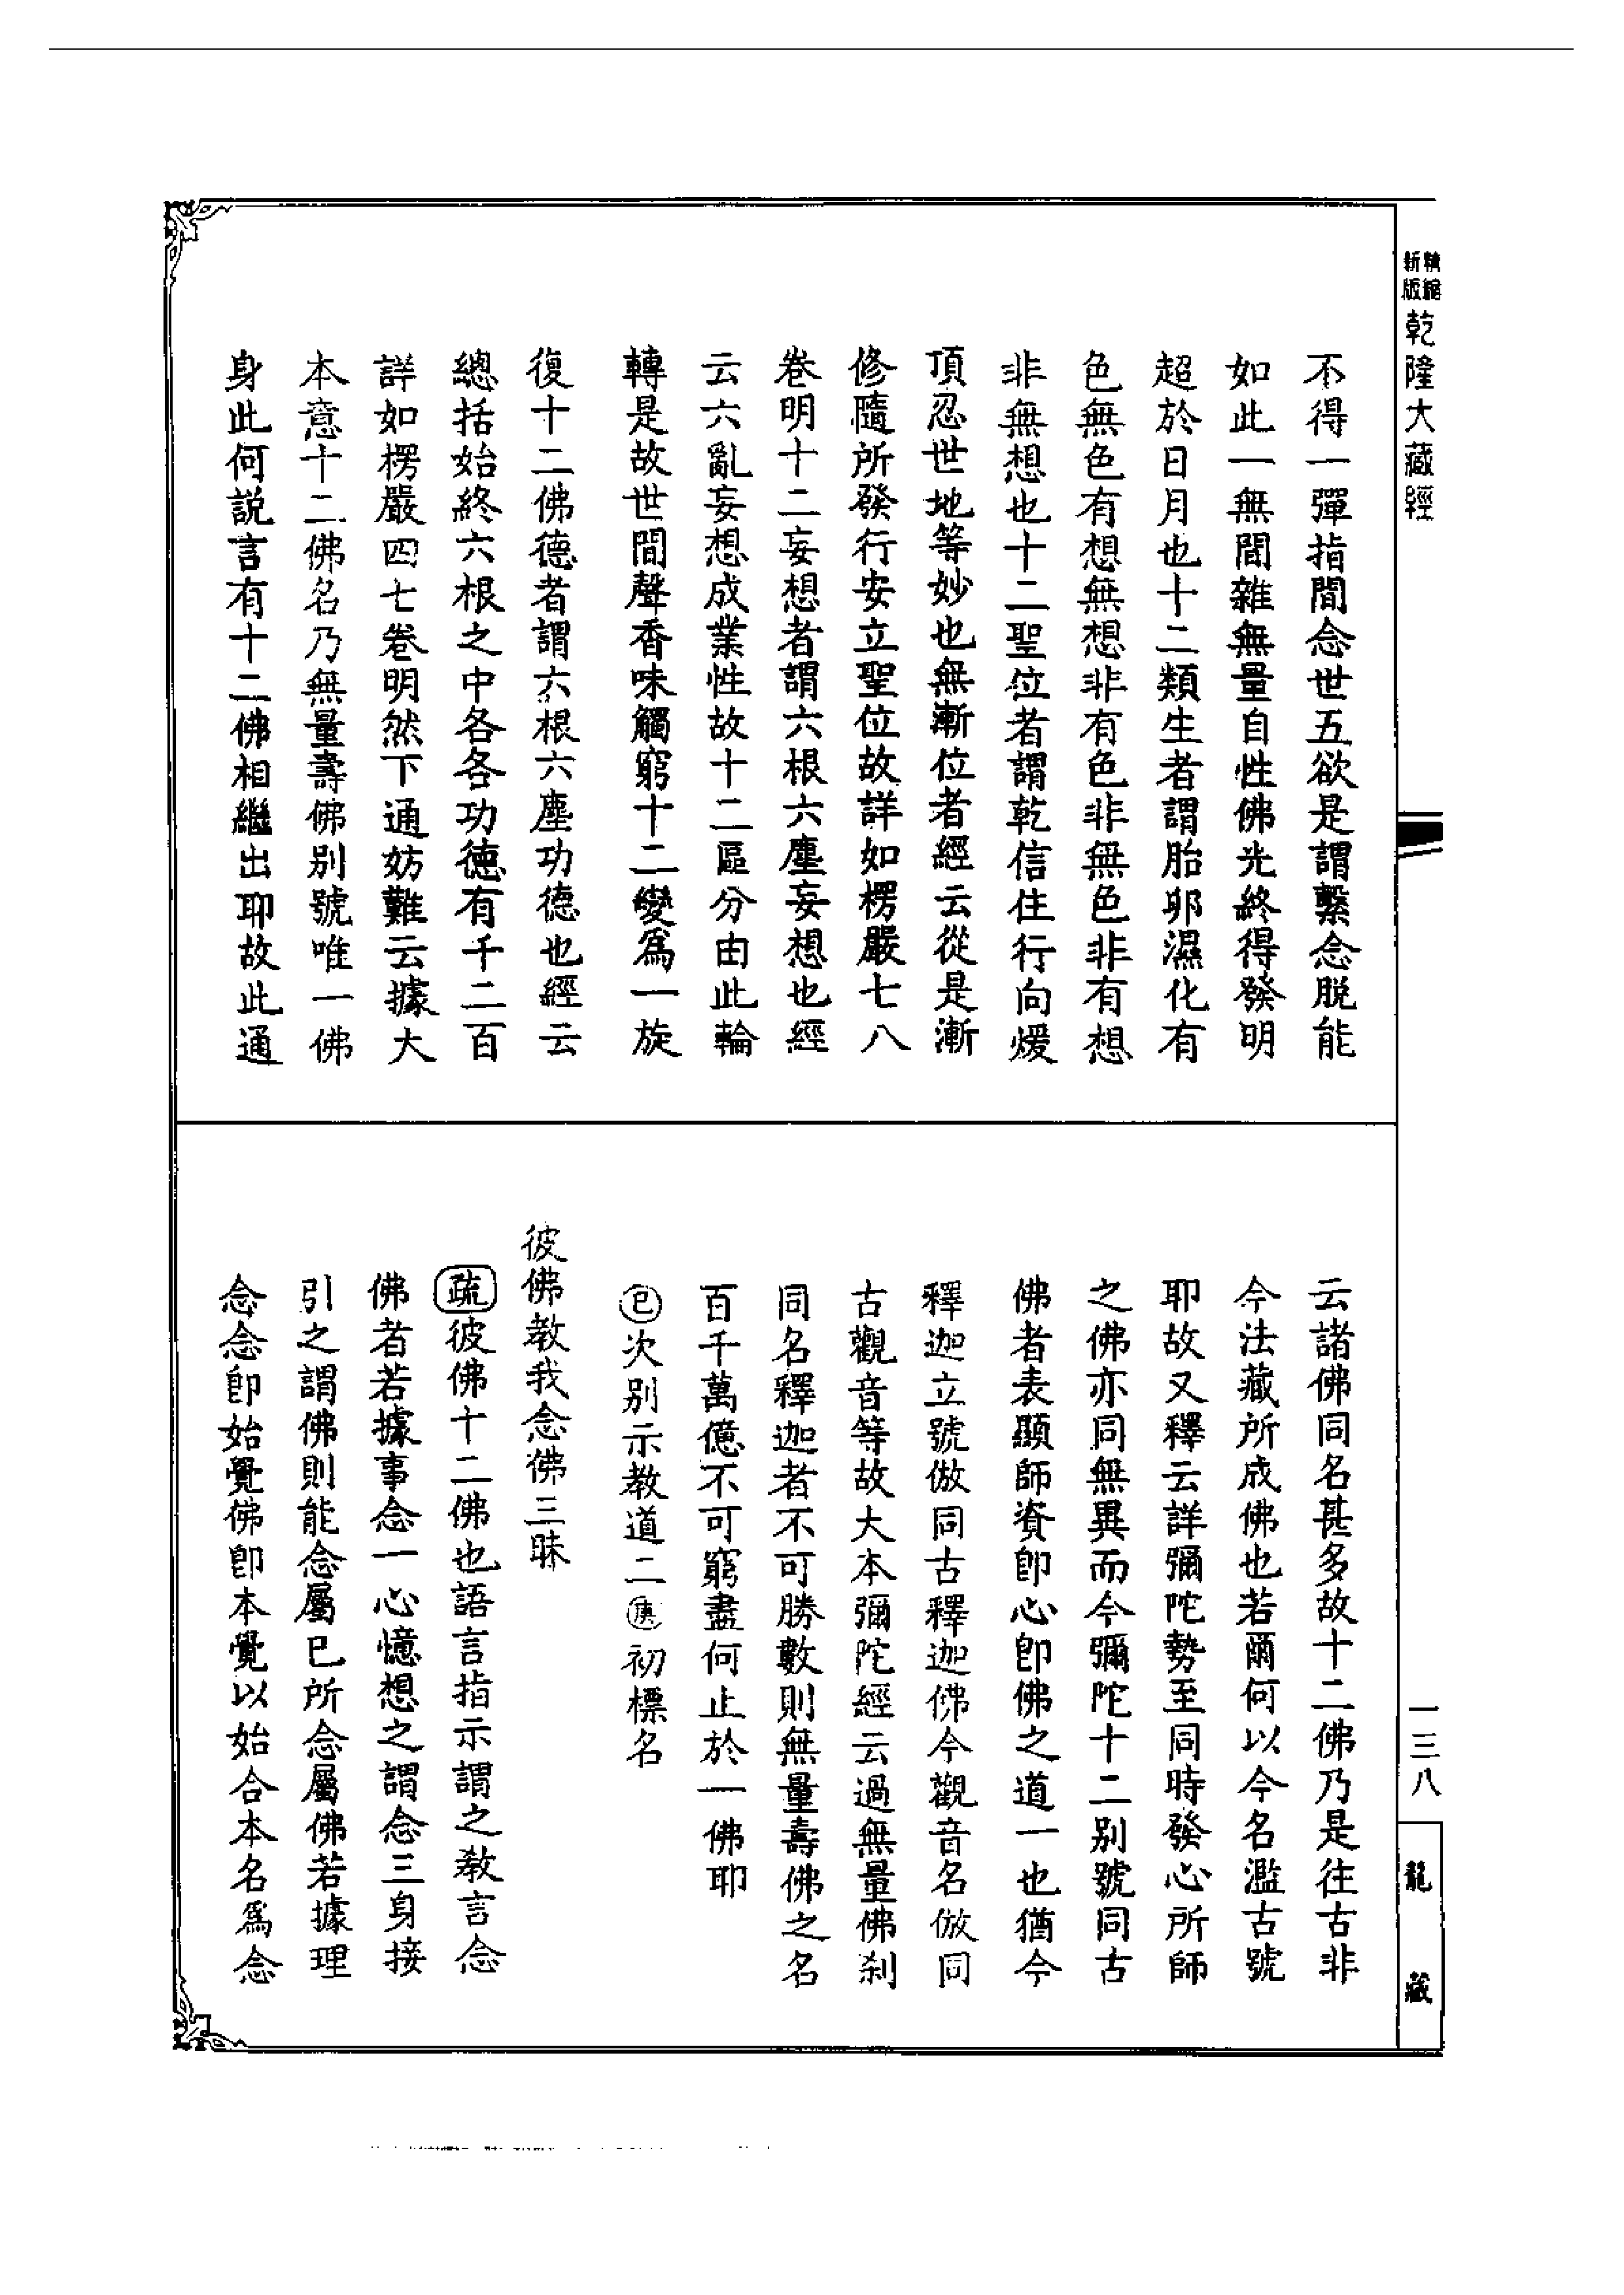 精縮
新版
乾隆大藏經
一三八
龍藏
不得一彈指間念世五欲是謂繫念脫能
如此一無間雜無量自性佛光終得發明
超於日月也十二類生者謂胎卵濕化有
色無色有想無想非有色非無色非有想
非無想也十二聖位者謂乾信住行向煖
頂忍世地等妙也無漸位者經云從是漸
修隨所發行安立聖位故詳如楞嚴七八
卷明十二妄想者謂六根六塵妄想也經
云六亂妄想成業性故十二區分由此輪
轉是故世間聲香味觸窮十二變為一旋
復十二佛德者謂六根六塵功德也經云
總括始終六根之中各各功德有千二百
詳如楞嚴四七卷明然下通妨難云據大
本意十二佛名乃無量壽佛別號唯一佛
身此何說言有十二佛相繼出耶故此通
云諸佛同名甚多故十二佛乃是往古非
今法藏所成佛也若爾何以今名濫古號
耶故又釋云詳彌陀勢至同時發心所師
之佛亦同無異而今彌陀十二別號同古
佛者表顯師資即心即佛之道一也猶今
釋迦立號倣同古釋迦佛今觀音名倣同
古觀音等故大本彌陀經云過無量佛剎
同名釋迦者不可勝數則無量壽佛之名
百千萬億不可窮盡何止於一佛耶
㊁次別示教道二初標名
彼佛教我念佛三昧
疏彼佛十二佛也語言指示謂之教言念
佛者若據事念一心憶想之謂念三身接
引之謂佛則能念屬已所念屬佛若據理
念念即始覺佛即本覺以始合本名為念